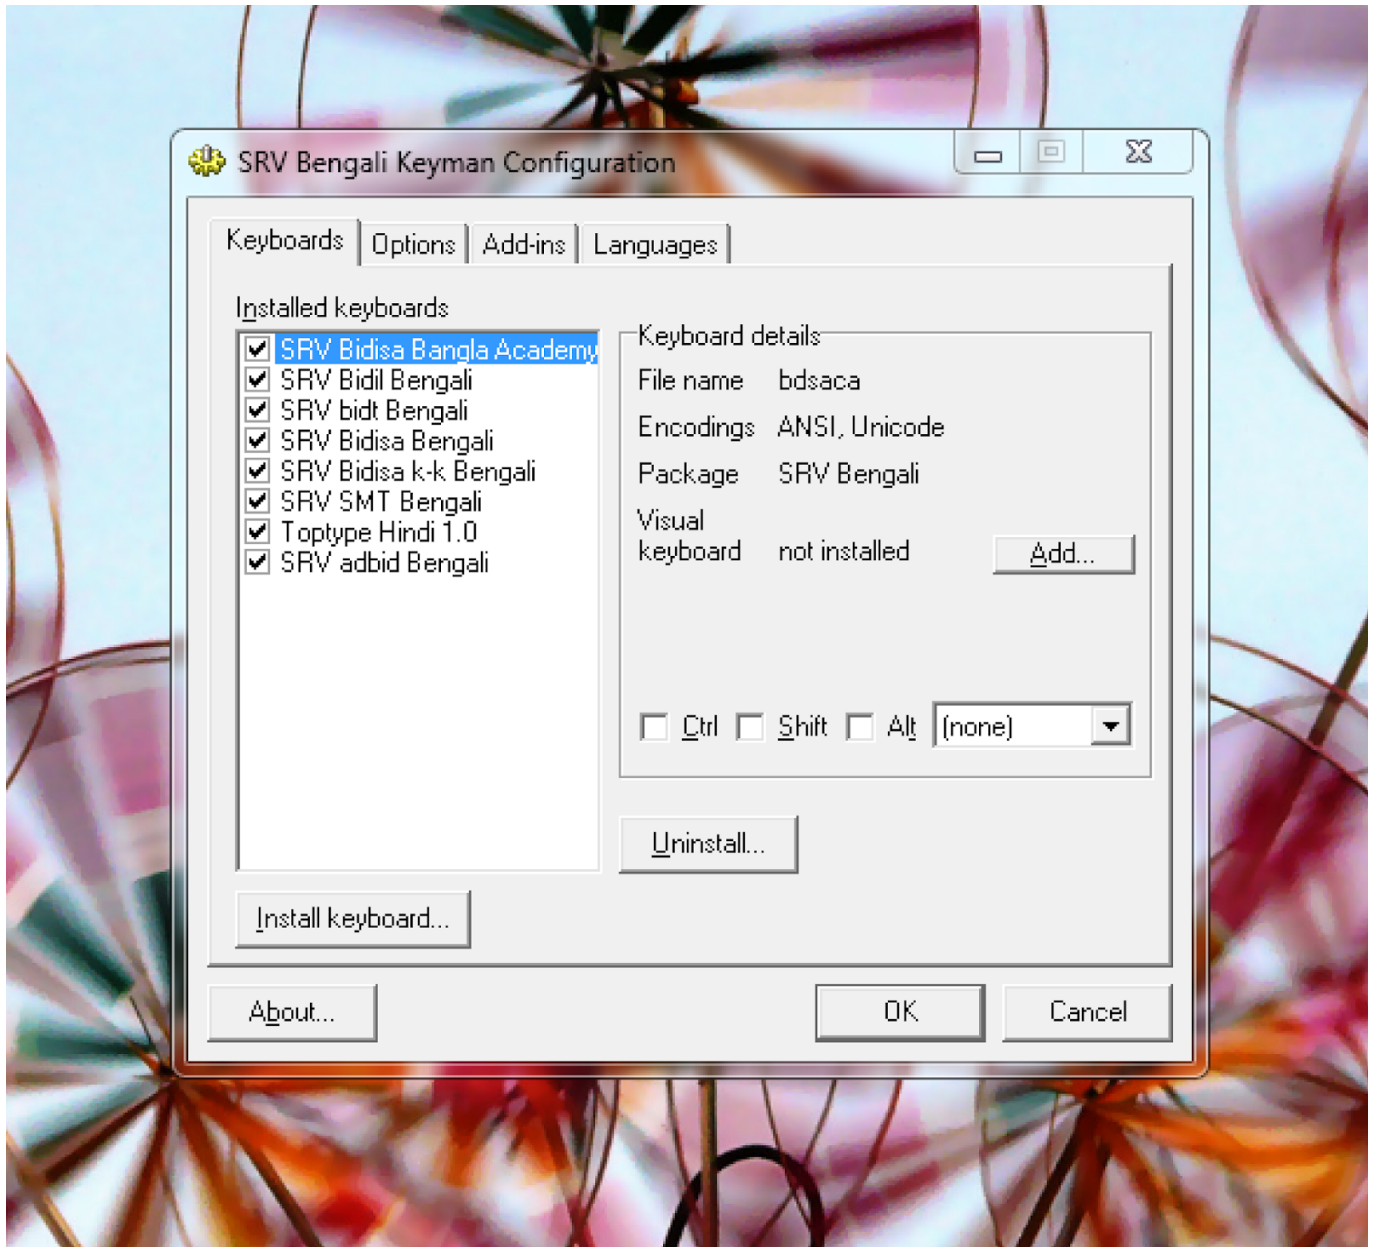 SRV Bengali Keyman Configuration
Keyboards Options Add-ins Languages
Installed keyboards
SRV Bidisa Bangla Academy
SRV Bidil Bengali
SRV bidt Bengali
SRV Bidisa Bengali
SRV Bidisa k-k Bengali
SRV SMT Bengali
Toptype Hindi 1.0
SRV adbid Bengali
Keyboard details
File name bdsaca
Encodings ANSI, Unicode
Package SRV Bengali
Visual
keyboard not installed Add...
Ctrl Shift Alt (none)
Uninstall...
Install keyboard...
About... OK Cancel